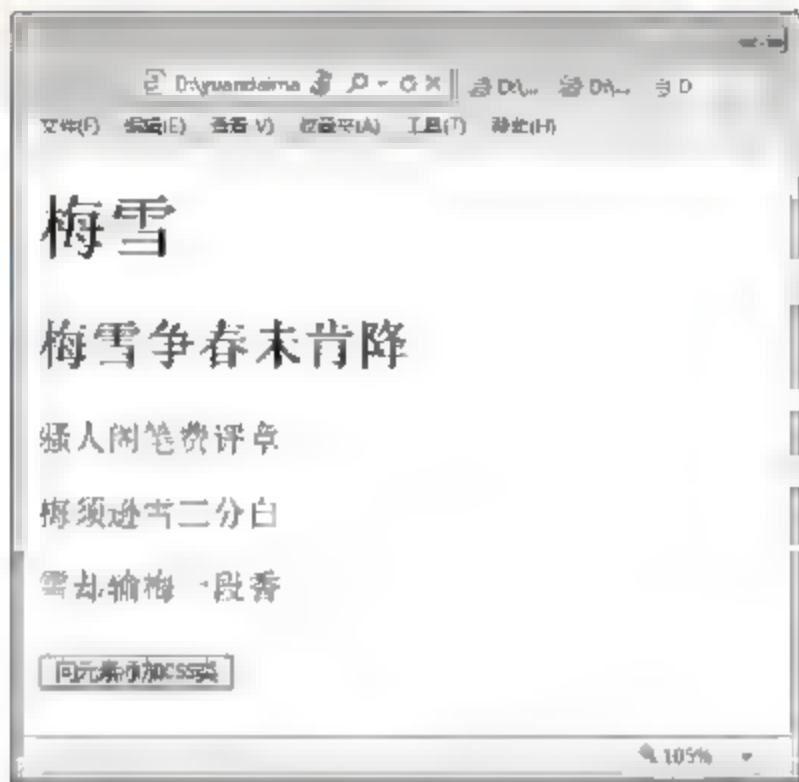 D:\yuandaima D:\... D:\... D
文件(F) 编辑(E) 查看(V) 收藏夹(A) 工具(T) 帮助(H)
梅雪
梅雪争春未肯降
骚人阁笔费评章
梅须逊雪三分白
雪却输梅一段香
向元素添加CSS类
105%